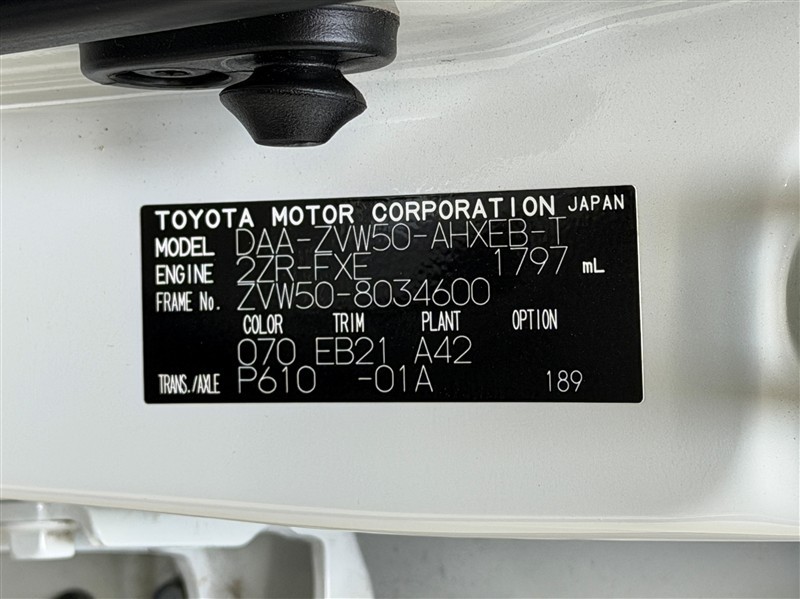 TOYOTA MOTOR CORPORATION JAPAN
MODEL DAA-ZVW50-AHXEB-T
ENGINE 2ZR-FXE 1797 mL
FRAME No. ZVW50-8034600
COLOR TRIM PLANT OPTION
070 EB21 A42
TRANS./AXLE P610 -01A 189